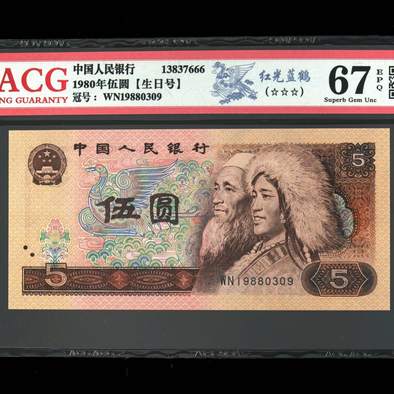 ACG
NG GUARANTY
中国人民银行 13837666
1980年伍圆【生日号】
冠号: WN19880309
红光蓝鹤
(☆☆☆)
67 EPQ
Superb Gem Unc
中国人民银行
5
伍圆
WN19880309
5
5